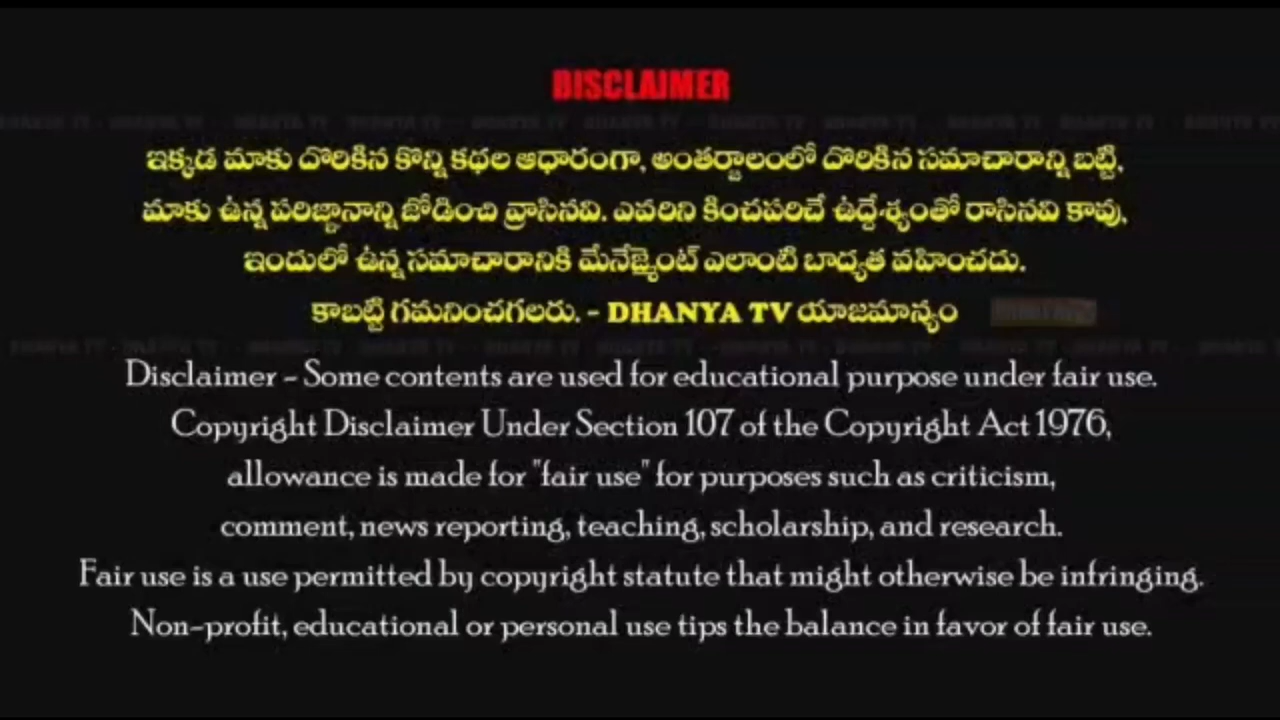 DISCLAIMER
ఇక్కడ మాకు దొరికిన కొన్ని కథల ఆధారంగా, అంతర్జాలంలో దొరికిన సమాచారాన్ని బట్టి,
మాకు ఉన్న పరిజ్ఞానాన్ని జోడించి వ్రాసినవి. ఎవరిని కించపరిచే ఉద్దేశ్యంతో రాసినవి కావు,
ఇందులో ఉన్న సమాచారానికి మేనేజ్మెంట్ ఎలాంటి బాధ్యత వహించదు.
కాబట్టి గమనించగలరు. - DHANYA TV యాజమాన్యం
Disclaimer - Some contents are used for educational purpose under fair use.
Copyright Disclaimer Under Section 107 of the Copyright Act 1976,
allowance is made for "fair use" for purposes such as criticism,
comment, news reporting, teaching, scholarship, and research.
Fair use is a use permitted by copyright statute that might otherwise be infringing.
Non-profit, educational or personal use tips the balance in favor of fair use.